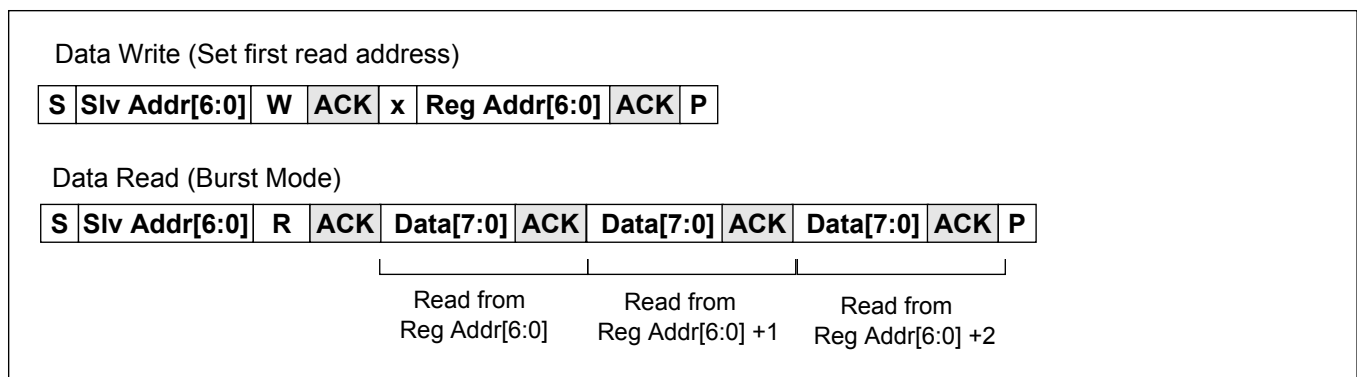 Data Write (Set first read address)
S Slv Addr[6:0] W ACK x Reg Addr[6:0] ACK P
Data Read (Burst Mode)
S Slv Addr[6:0] R ACK Data[7:0] ACK Data[7:0] ACK Data[7:0] ACK P
Read from Read from Read from
Reg Addr[6:0] Reg Addr[6:0] +1 Reg Addr[6:0] +2